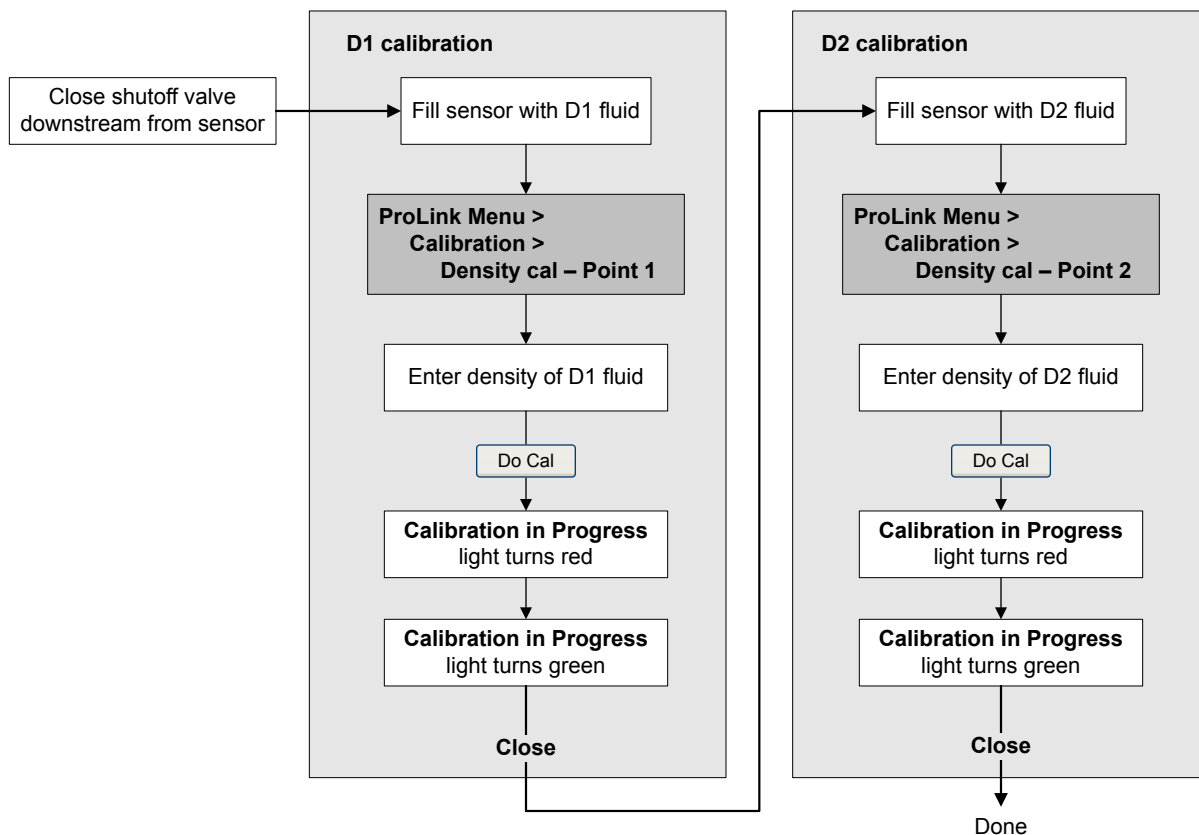 Close shutoff valve
downstream from sensor
D1 calibration
Fill sensor with D1 fluid
ProLink Menu >
Calibration >
Density cal – Point 1
Enter density of D1 fluid
Do Cal
Calibration in Progress
light turns red
Calibration in Progress
light turns green
Close
D2 calibration
Fill sensor with D2 fluid
ProLink Menu >
Calibration >
Density cal – Point 2
Enter density of D2 fluid
Do Cal
Calibration in Progress
light turns red
Calibration in Progress
light turns green
Close
Done